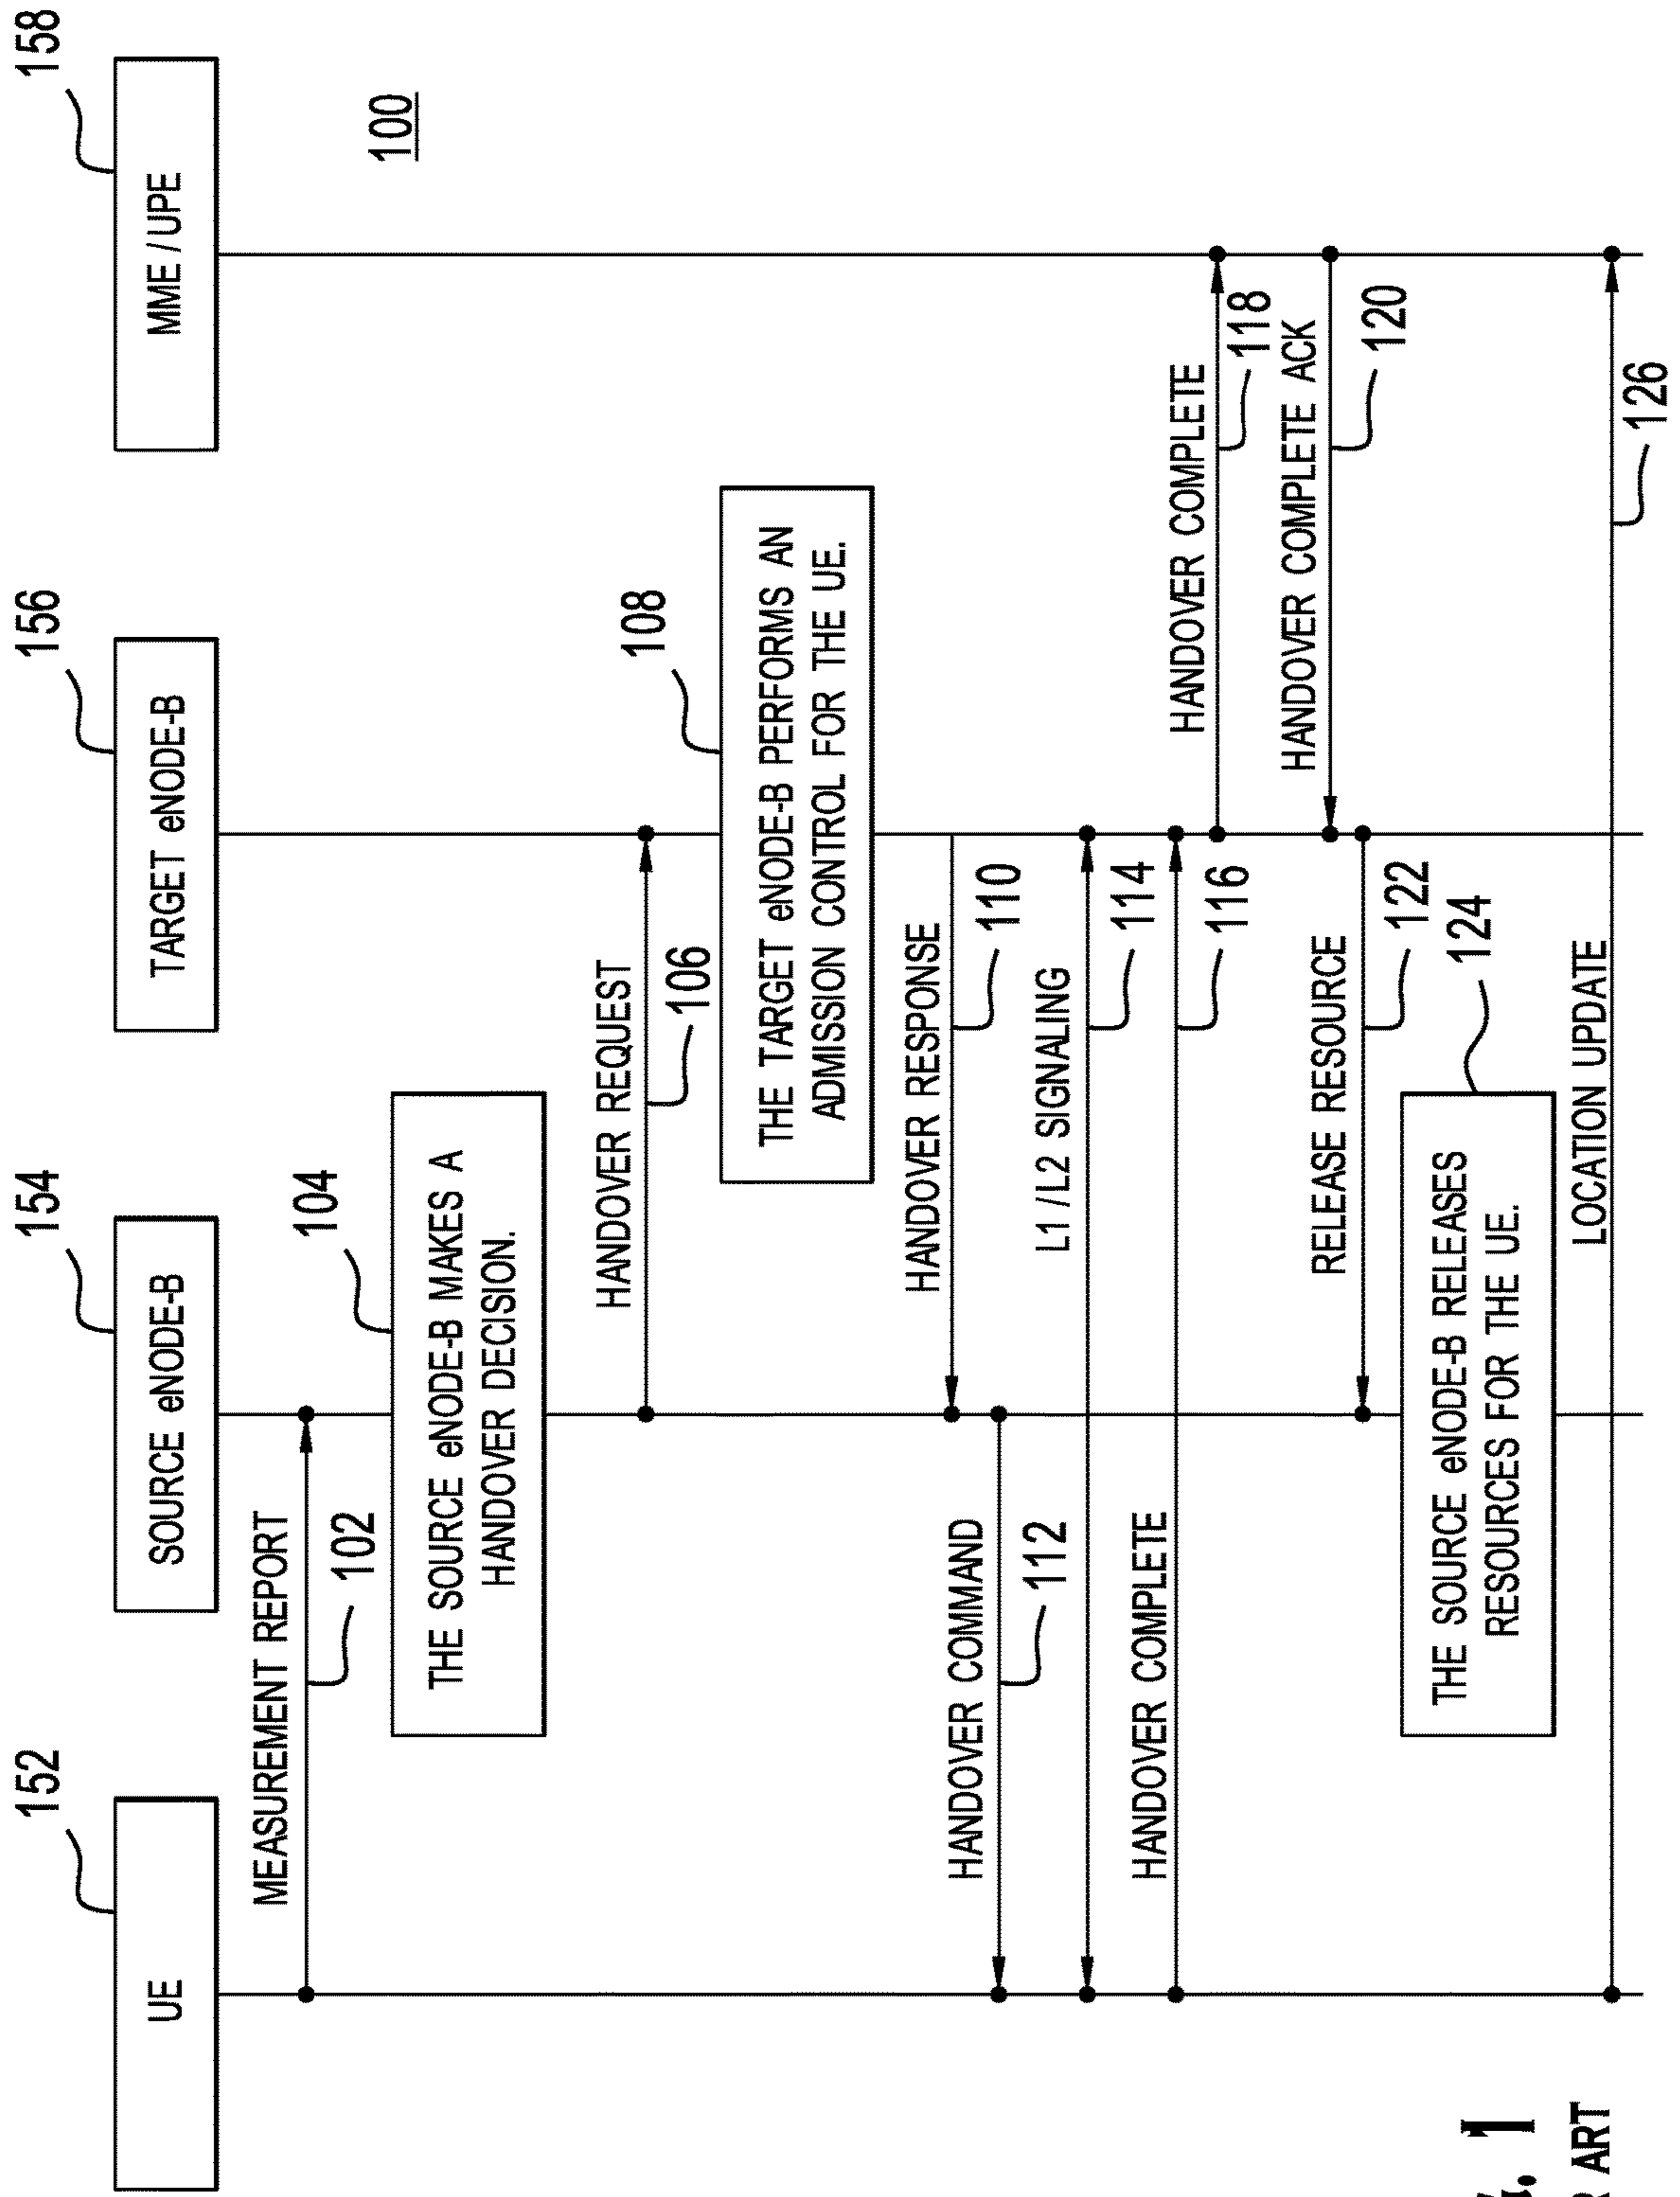 152
154
156
158
UE
SOURCE eNODE-B
TARGET eNODE-B
MME / UPE
MEASUREMENT REPORT
102
100
104
THE SOURCE eNODE-B MAKES A
HANDOVER DECISION.
HANDOVER REQUEST
106
108
THE TARGET eNODE-B PERFORMS AN
ADMISSION CONTROL FOR THE UE.
HANDOVER RESPONSE
110
HANDOVER COMMAND
112
L1 / L2 SIGNALING
114
HANDOVER COMPLETE
116
HANDOVER COMPLETE
118
HANDOVER COMPLETE ACK
120
RELEASE RESOURCE
122
124
THE SOURCE eNODE-B RELEASES
RESOURCES FOR THE UE.
LOCATION UPDATE
126
1
ART